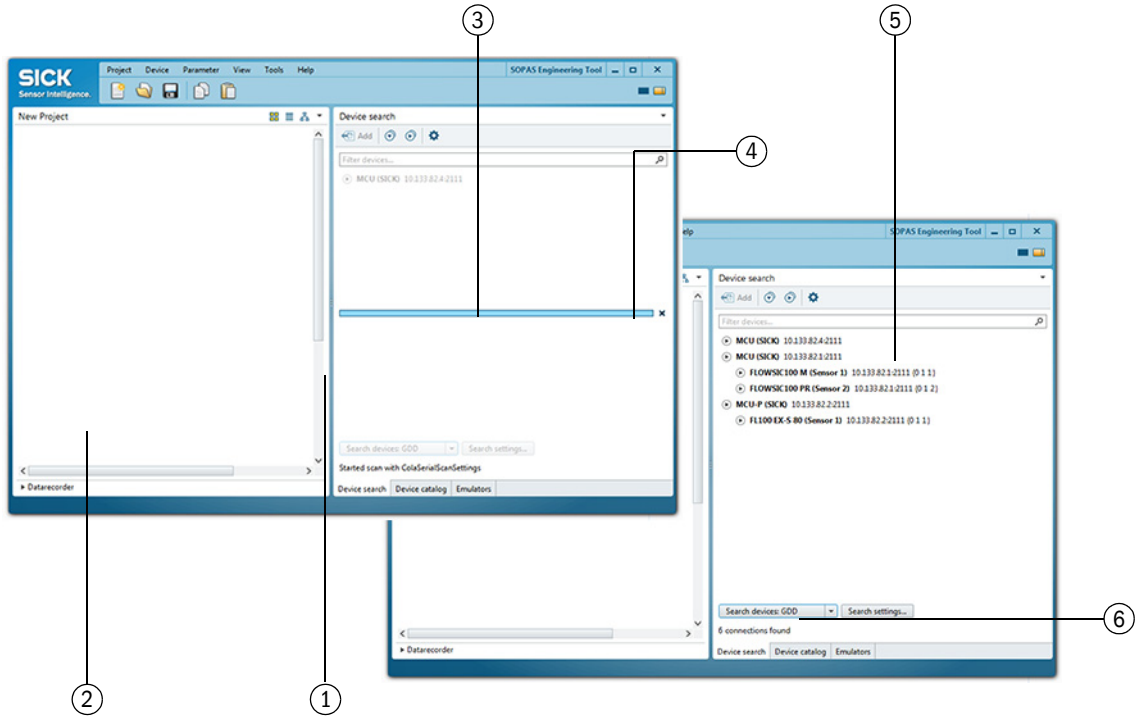 3
5
SICK
Sensor Intelligence.
Project Device Parameter View Tools Help
SOPAS Engineering Tool
New Project
Device search
Add
Filter devices...
MCU (SICK) 10.133.82.4:2111
4
Search devices: GDD
Search settings...
Started scan with ColaSerialScanSettings
Datarecorder
Device search Device catalog Emulators
elp
SOPAS Engineering Tool
Device search
Add
Filter devices...
MCU (SICK) 10.133.82.4:2111
MCU (SICK) 10.133.82.1:2111
FLOWSIC100 M (Sensor 1) 10.133.82.1:2111 (0 1 1)
FLOWSIC100 PR (Sensor 2) 10.133.82.1:2111 (0 1 2)
MCU-P (SICK) 10.133.82.2:2111
FL100 EX-S 80 (Sensor 1) 10.133.82.2:2111 (0 1 1)
Search devices: GDD
Search settings...
6 connections found
6
Datarecorder
Device search Device catalog Emulators
2
1